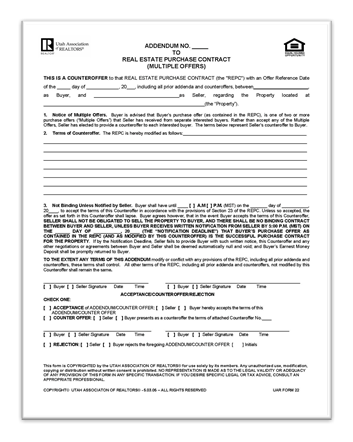 Utah Association
of REALTORS®
ADDENDUM NO. _____
TO
REAL ESTATE PURCHASE CONTRACT
(MULTIPLE OFFERS)
THIS IS A COUNTEROFFER to that REAL ESTATE PURCHASE CONTRACT (the "REPC") with an Offer Reference Date
of the _____ day of ____________, 20___, including all prior addenda and counteroffers, between____________
as Buyer, and ____________ as Seller, regarding the Property located at
____________ (the "Property").
1. Notice of Multiple Offers. Buyer is advised that Buyer's purchase offer (as contained in the REPC), is one of two or more
purchase offers ("Multiple Offers") that Seller has received from separate interested Buyers. Rather than accept any of the Multiple
Offers, Seller has elected to provide a counteroffer to each interested buyer. The terms below represent Seller's counteroffer to Buyer.
2. Terms of Counteroffer. The REPC is hereby modified as follows:
3. Not Binding Unless Notified by Seller. Buyer shall have until _____ [ ] A.M [ ] P.M. (MST) on the _____ day of
____________ 20___, to accept the terms of this Counteroffer in accordance with the provisions of Section 23 of the REPC. Unless so accepted, the
offer as set forth in this Counteroffer shall lapse. Buyer agrees however, that in the event Buyer accepts the terms of this Counteroffer,
SELLER SHALL NOT BE OBLIGATED TO SELL THE PROPERTY TO BUYER, AND THERE SHALL BE NO BINDING CONTRACT
BETWEEN BUYER AND SELLER, UNLESS BUYER RECEIVES WRITTEN NOTIFICATION FROM SELLER BY 5:00 P.M. (MST) ON
THE _____ DAY OF ____________, 20___ (THE "NOTIFICATION DEADLINE") THAT BUYER'S PURCHASE OFFER AS
CONTAINED IN THE REPC (AND AS MODIFIED BY THIS COUNTEROFFER) IS THE SUCCESSFUL PURCHASE CONTRACT
FOR THE PROPERTY. If by the Notification Deadline, Seller fails to provide Buyer with such written notice, this Counteroffer and any
other negotiations or agreements between Buyer and Seller shall be deemed automatically null and void; and Buyer's Earnest Money
Deposit shall be promptly returned to Buyer.
TO THE EXTENT ANY TERMS OF THIS ADDENDUM modify or conflict with any provisions of the REPC, including all prior addenda and
counteroffers, these terms shall control. All other terms of the REPC, including all prior addenda and counteroffers, not modified by this
Counteroffer shall remain the same.
[ ] Buyer [ ] Seller Signature Date Time [ ] Buyer [ ] Seller Signature Date Time
ACCEPTANCE/COUNTEROFFER/REJECTION
CHECK ONE:
[ ] ACCEPTANCE of ADDENDUM/COUNTEROFFER: [ ] Seller [ ] Buyer hereby accepts the terms of this
ADDENDUM/COUNTEROFFER
[ ] COUNTER OFFER: [ ] Seller [ ] Buyer presents as a counteroffer the terms of attached Counteroffer No.___
[ ] Buyer [ ] Seller Signature Date Time [ ] Buyer [ ] Seller Signature Date Time
[ ] REJECTION [ ] Seller [ ] Buyer rejects the foregoing ADDENDUM/COUNTER OFFER: [ ] Initials
This form is COPYRIGHTED by the UTAH ASSOCIATION OF REALTORS® for use solely by its members. Any unauthorized use, modification,
copying or distribution without written consent is prohibited. NO REPRESENTATION IS MADE AS TO THE LEGAL VALIDITY OR ADEQUACY
OF ANY PROVISION OF THIS FORM IN ANY SPECIFIC TRANSACTION. IF YOU DESIRE SPECIFIC LEGAL OR TAX ADVICE, CONSULT AN
APPROPRIATE PROFESSIONAL.
COPYRIGHT© UTAH ASSOCIATION OF REALTORS® – ALL RIGHTS RESERVED
UAR FORM 22